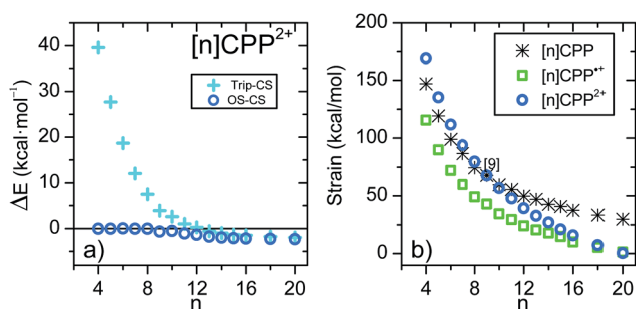 [n]CPP²⁺
Trip-CS
OS-CS
ΔE (kcal·mol⁻¹)
40
30
20
10
0
-10
4
8
12
16
20
n
a)
[n]CPP
[n]CPP•⁺
[n]CPP²⁺
[9]
Strain (kcal/mol)
200
150
100
50
0
4
8
12
16
20
n
b)